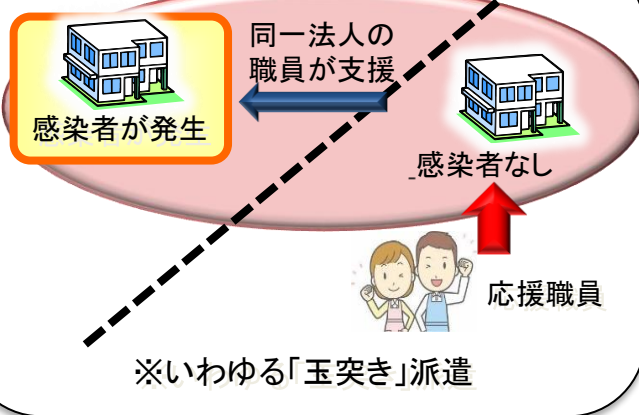 同一法人の
職員が支援
感染者が発生
_感染者なし
応援職員
※いわゆる「玉突き」派遣